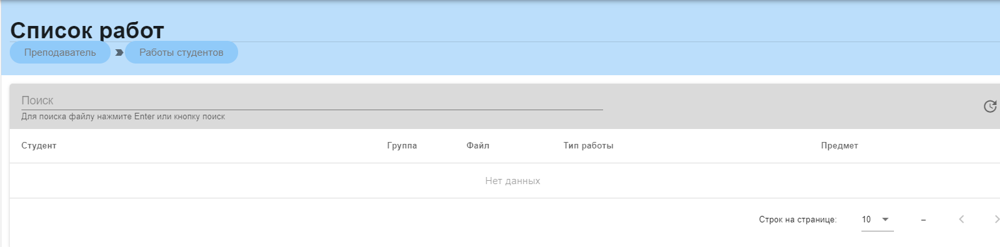 Список работ
Преподаватель Работы студентов
Поиск
Для поиска файлу нажмите Enter или кнопку поиск
Студент Группа Файл Тип работы Предмет
Нет данных
Строк на странице: 10 –